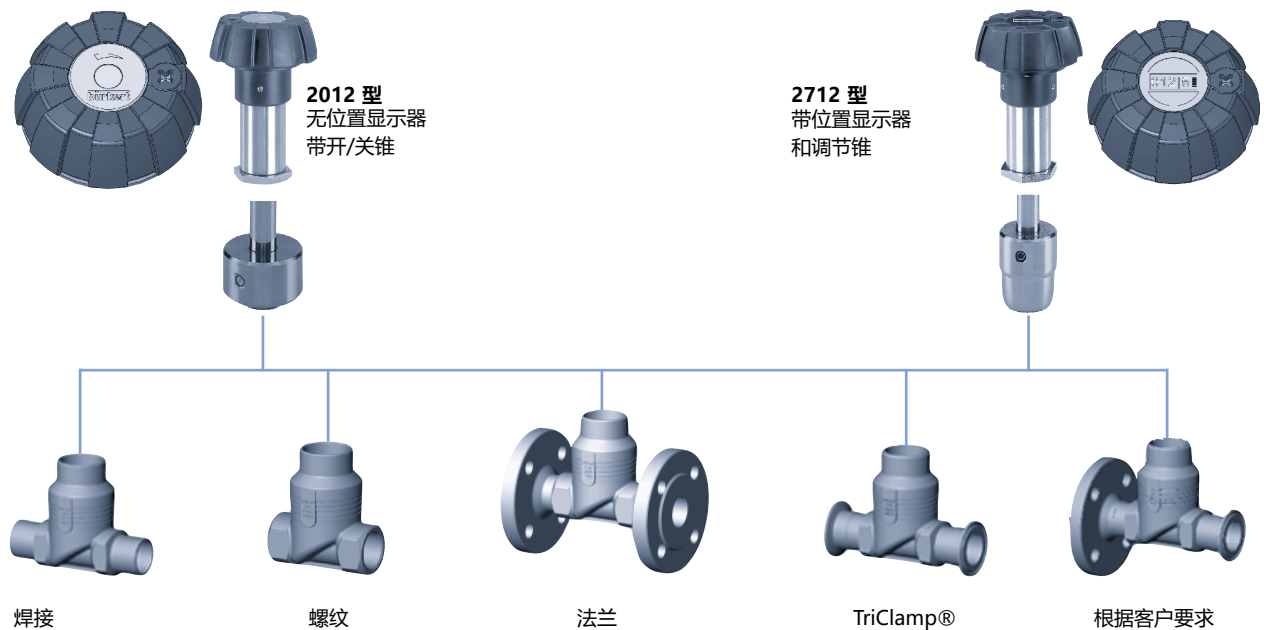 burkert
2012 型
无位置显示器
带开/关锥
2712 型
带位置显示器
和调节锥
焊接
螺纹
法兰
TriClamp®
根据客户要求